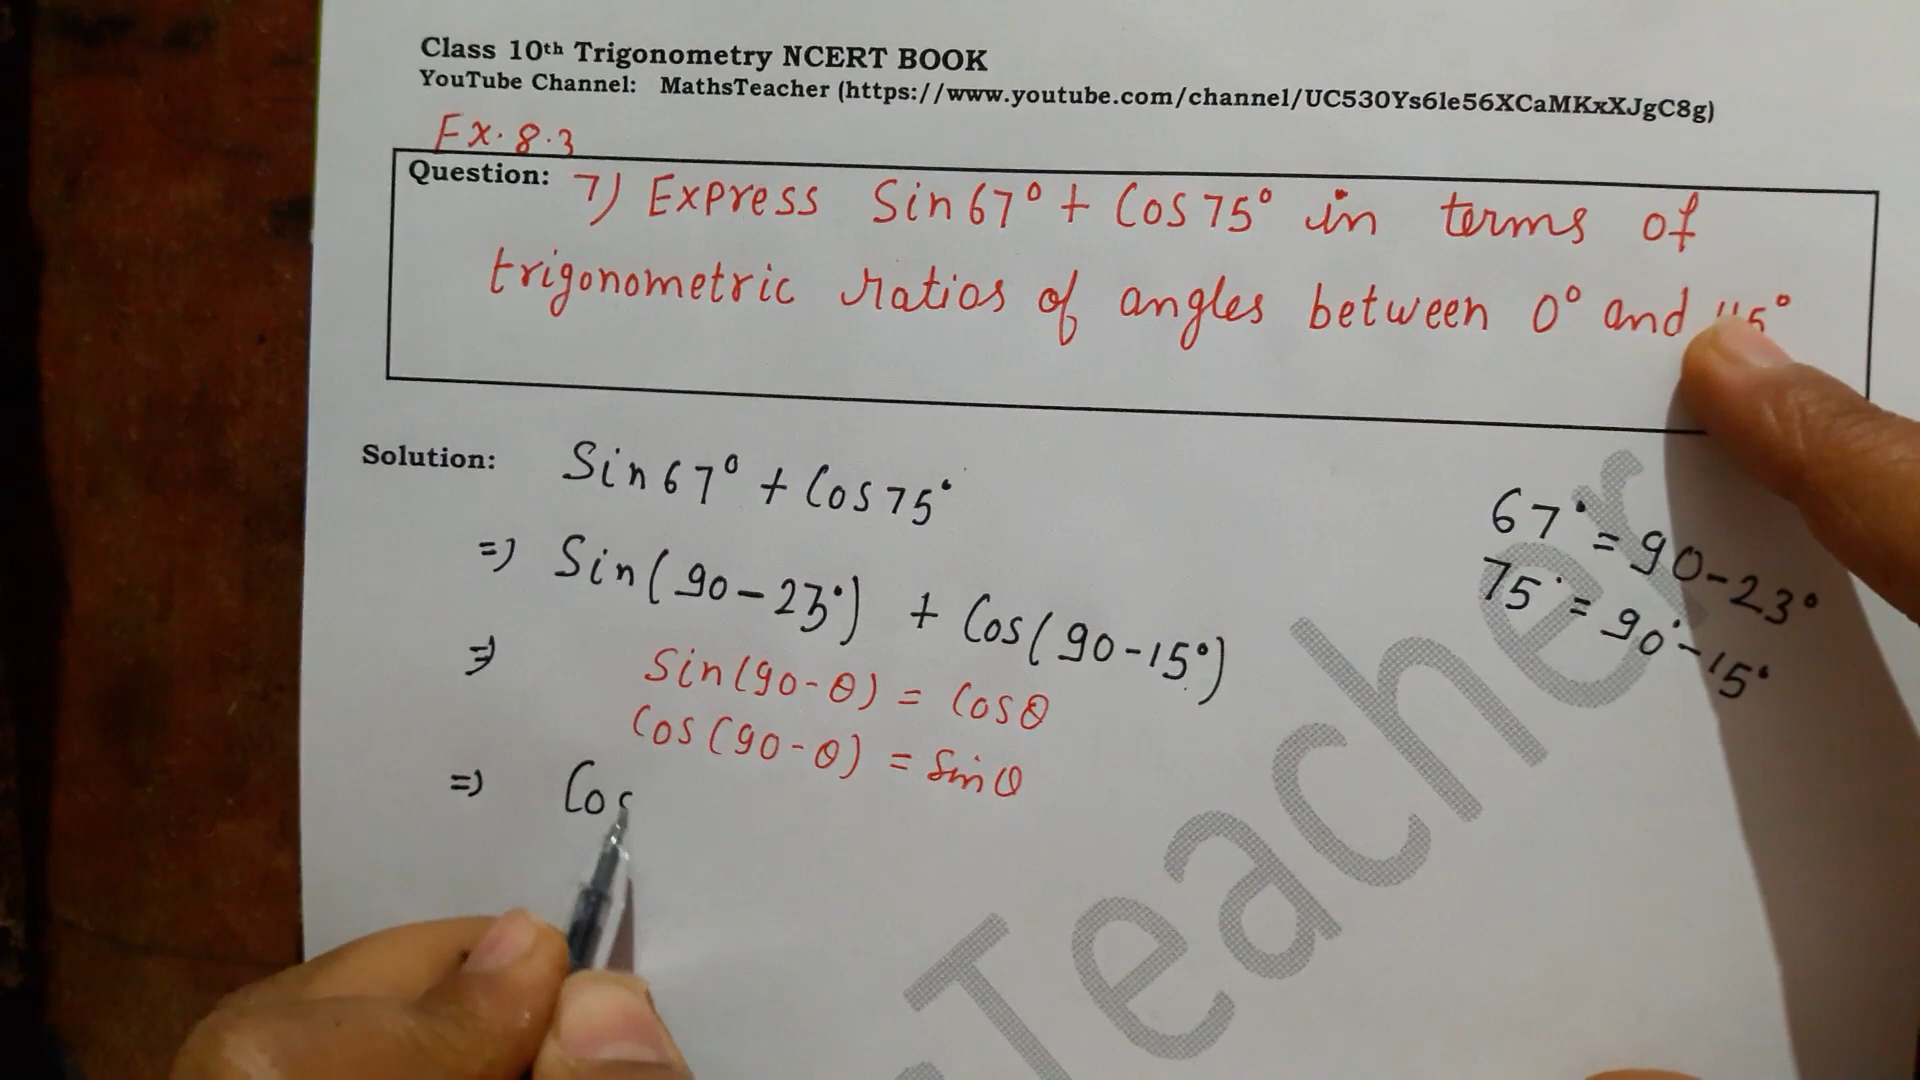 Class 10th Trigonometry NCERT BOOK
YouTube Channel: MathsTeacher (https://www.youtube.com/channel/UC530Ys6le56XCaMKxXJgC8g)
Ex. 8.3
Question: 7) Express Sin 67° + Cos 75° in terms of
trigonometric ratios of angles between 0° and 45°
Solution: Sin 67° + Cos 75°
67° = 90 - 23°
=) Sin(90 - 23°) + Cos(90 - 15°)
75° = 90° - 15°
=) Sin(90 - θ) = Cosθ
Cos(90 - θ) = Sinθ
=) Cos
Teacher